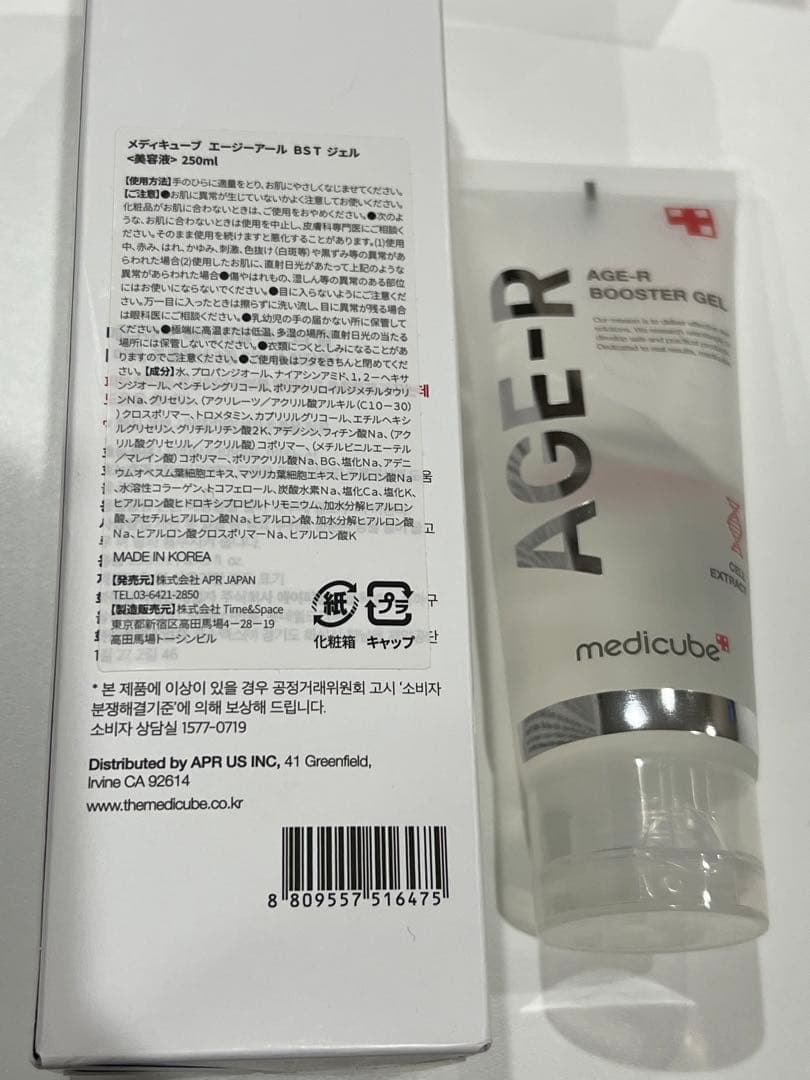 メディキューブ エージーアール BST ジェル
<美容液> 250ml
【使用方法】手のひらに適量をとり、お肌にやさしくなじませてください。
【ご注意】●お肌に異常が生じていないかよく注意してお使いください。
化粧品がお肌に合わないときは、ご使用をおやめください。●次のよ
うな、お肌に合わないときは使用を中止し、皮膚科専門医にご相談く
ださい。そのまま使用を続けますと悪化することがあります。(1)使用
中、赤み、はれ、かゆみ、刺激、色抜け(白斑等)や黒ずみ等の異常があ
らわれた場合(2)使用したお肌に、直射日光があたって上記のような
異常があらわれた場合●傷やはれもの、湿しん等の異常のある部位
にはお使いにならないでください。●目に入らないようにご注意くだ
さい。万一目に入ったときは擦らずに洗い流し、目に異常が残る場合
は眼科医にご相談ください。●乳幼児の手の届かない所に保管して
ください。●極端に高温または低温、多湿の場所、直射日光の当たる
場所には保管しないでください。●衣類につくと、しみになることがあ
りますのでご注意ください。●ご使用後はフタをきちんと閉めてくだ
さい。【成分】水、プロパンジオール、ナイアシンアミド、1,2-ヘキサ
ンジオール、ペンチレングリコール、ポリアクリロイルジメチルタウリ
ンNa、グリセリン、(アクリレーツ/アクリル酸アルキル(C10-30)
)クロスポリマー、トロメタミン、カプリリルグリコール、エチルヘキシ
ルグリセリン、グリチルリチン酸2K、アデノシン、フィチン酸Na、(アク
リル酸グリセリル/アクリル酸)コポリマー、(メチルビニルエーテル
/マレイン酸)コポリマー、ポリアクリル酸Na、BG、塩化Na、アデニ
ウムオベスム葉細胞エキス、マツリカ葉細胞エキス、ヒアルロン酸Na
、水溶性コラーゲン、トコフェロール、炭酸水素Na、塩化Ca、塩化K、
ヒアルロン酸ヒドロキシプロピルトリモニウム、加水分解ヒアルロン
酸、アセチルヒアルロン酸Na、ヒアルロン酸、加水分解ヒアルロン酸
Na、ヒアルロン酸クロスポリマーNa、ヒアルロン酸K
MADE IN KOREA
【発売元】株式会社 APR JAPAN
TEL.03-6421-2850
【製造販売元】株式会社 Time&Space
東京都新宿区高田馬場4-28-19
高田馬場トーシンビル
紙
化粧箱
プラ
キャップ
* 본 제품에 이상이 있을 경우 공정거래위원회 고시 '소비자
분쟁해결기준'에 의해 보상해 드립니다.
소비자 상담실 1577-0719
Distributed by APR US INC, 41 Greenfield,
Irvine CA 92614
www.themedicube.co.kr
8 809557 516475
AGE-R
AGE-R
BOOSTER GEL
Our mission is to deliver effective
solutions.
Dedicated to real results,
CELL
EXTRACT
medicube